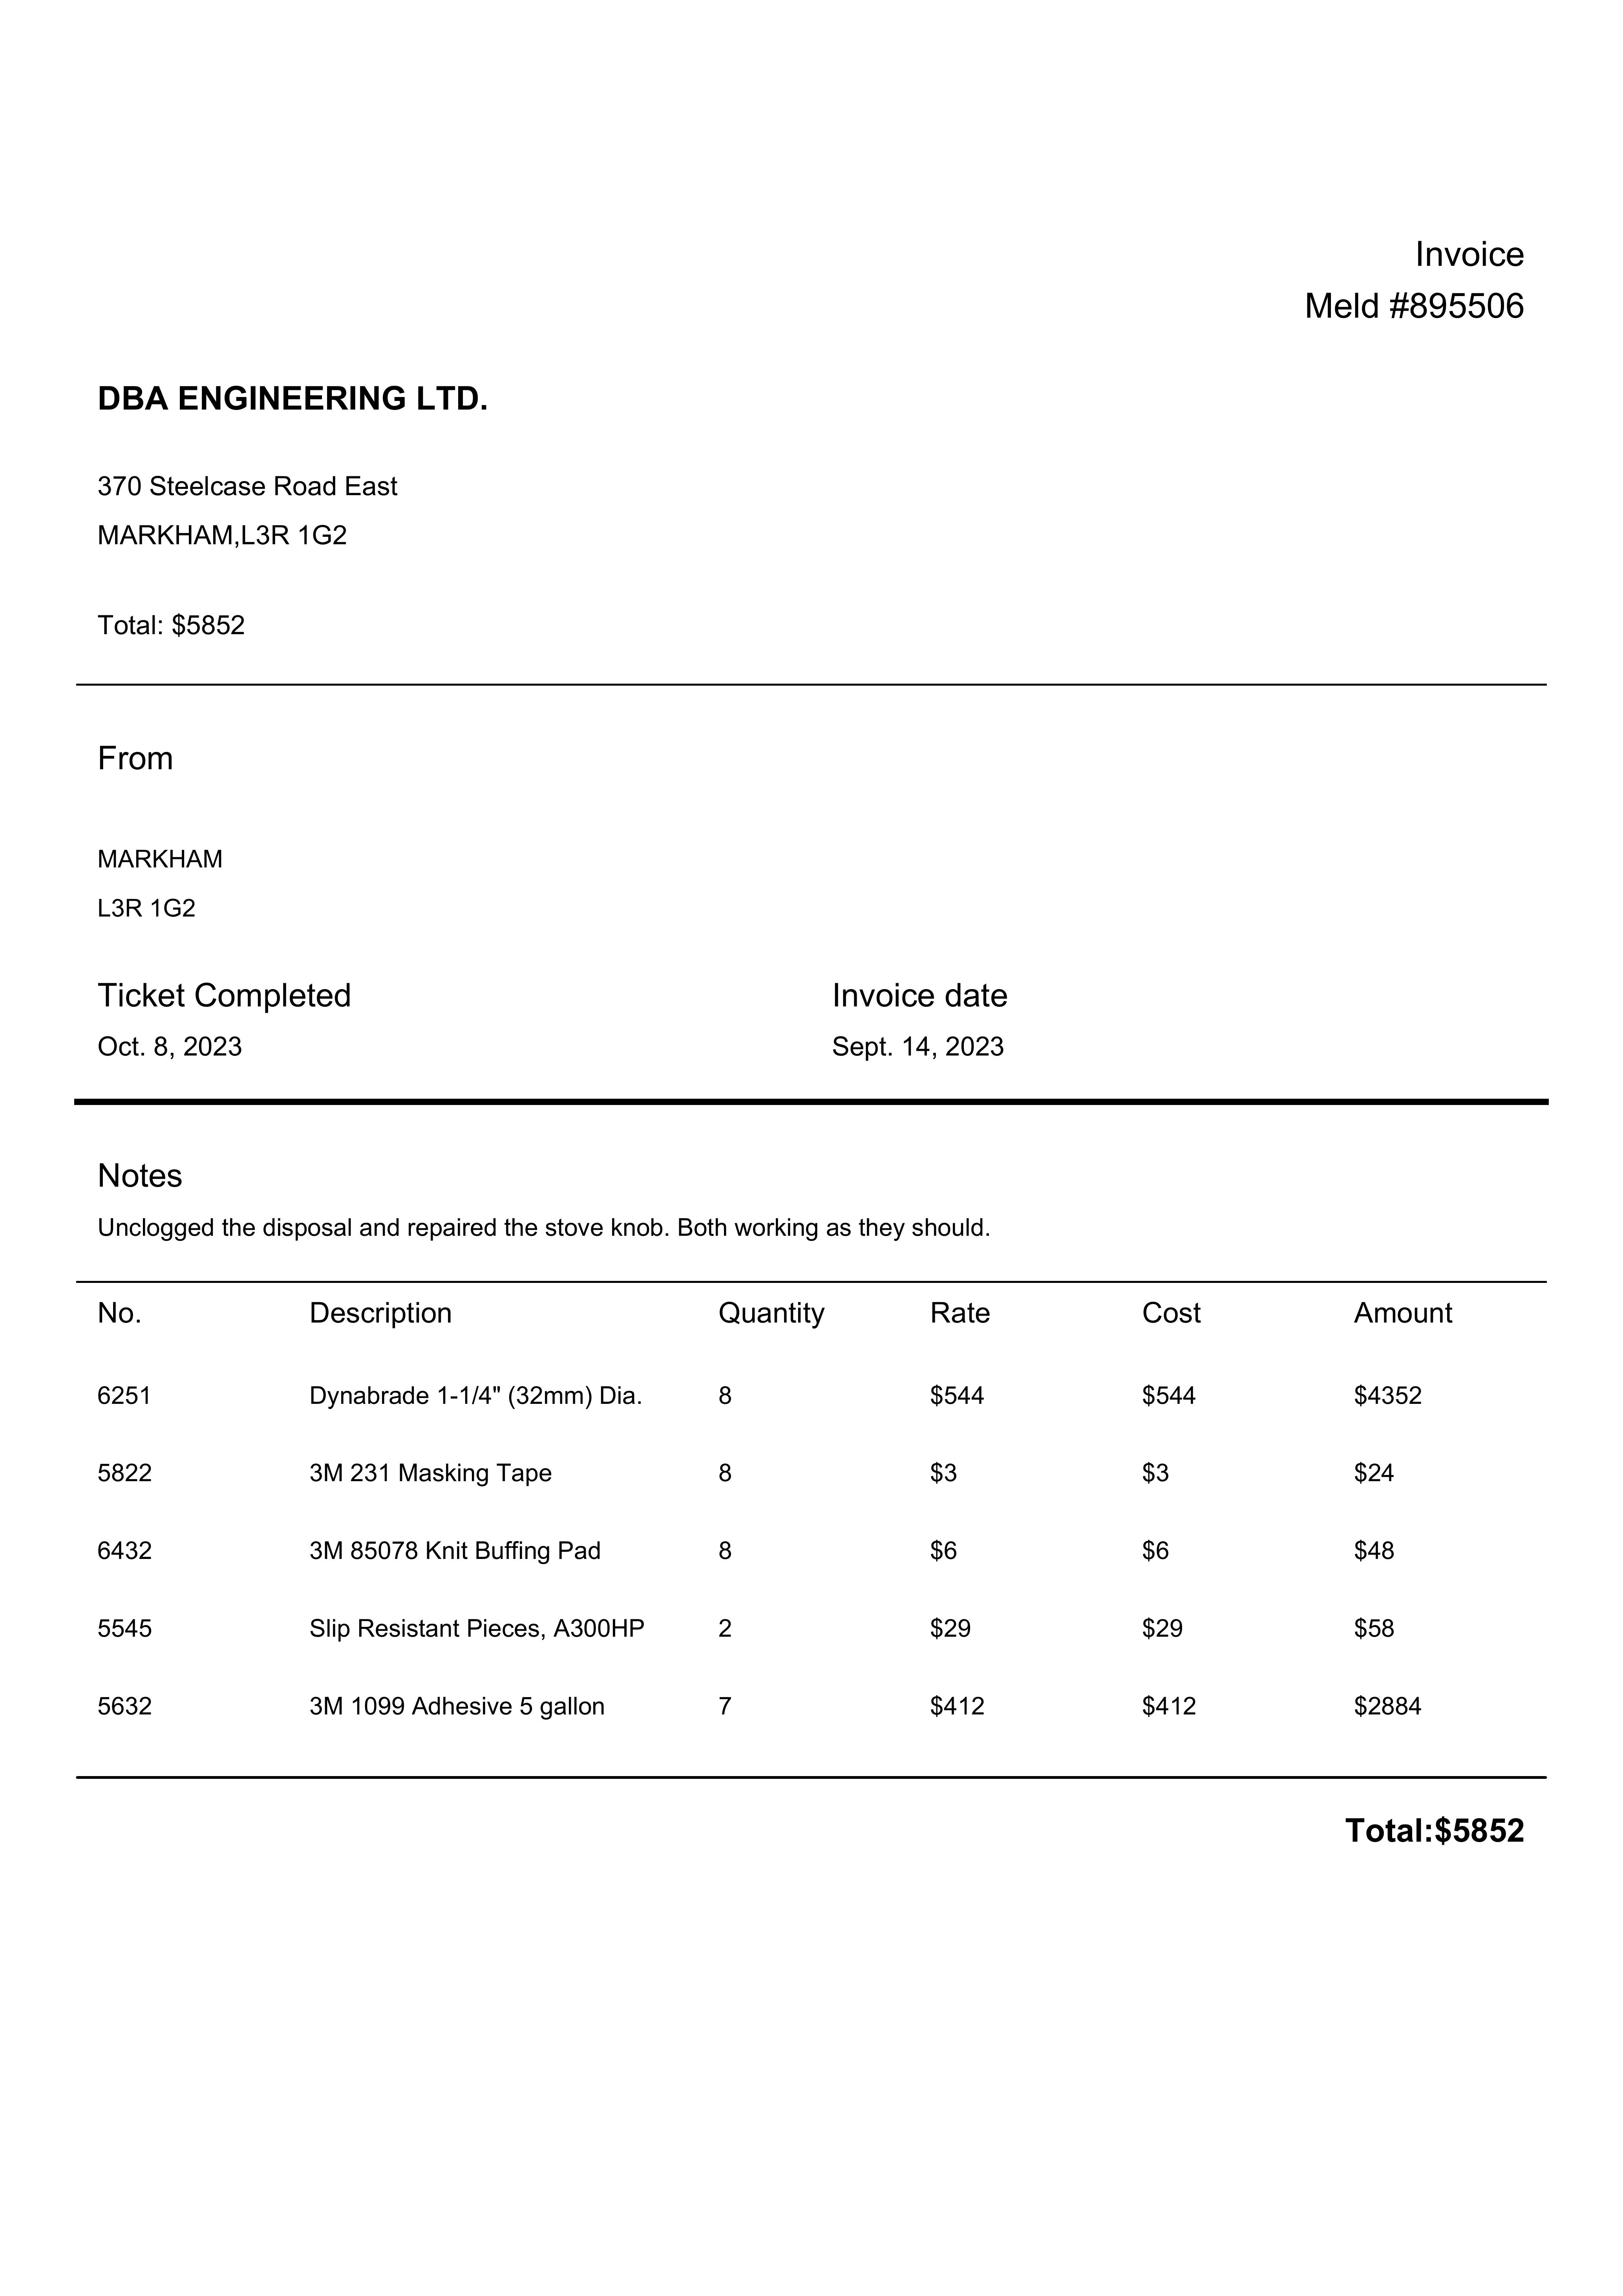 Invoice
Meld #895506
DBA ENGINEERING LTD.
370 Steelcase Road East
MARKHAM,L3R 1G2
Total: $5852
From
MARKHAM
L3R 1G2
Ticket Completed Invoice date
Oct. 8, 2023 Sept. 14, 2023
Notes
Unclogged the disposal and repaired the stove knob. Both working as they should.
No. Description Quantity Rate Cost Amount
6251 Dynabrade 1-1/4" (32mm) Dia. 8 $544 $544 $4352
5822 3M 231 Masking Tape 8 $3 $3 $24
6432 3M 85078 Knit Buffing Pad 8 $6 $6 $48
5545 Slip Resistant Pieces, A300HP 2 $29 $29 $58
5632 3M 1099 Adhesive 5 gallon 7 $412 $412 $2884
Total:$5852